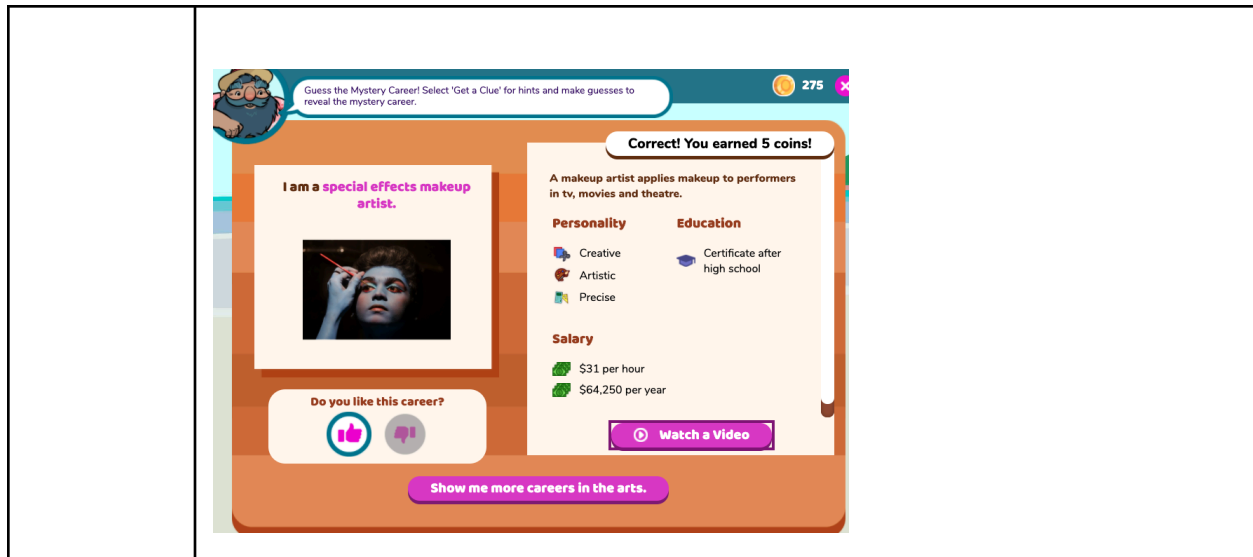 Guess the Mystery Career! Select 'Get a Clue' for hints and make guesses to
reveal the mystery career.
275
Correct! You earned 5 coins!
I am a special effects makeup
artist.
A makeup artist applies makeup to performers
in tv, movies and theatre.
Personality
Creative
Artistic
Precise
Education
Certificate after
high school
Salary
$31 per hour
$64,250 per year
Do you like this career?
Watch a Video
Show me more careers in the arts.